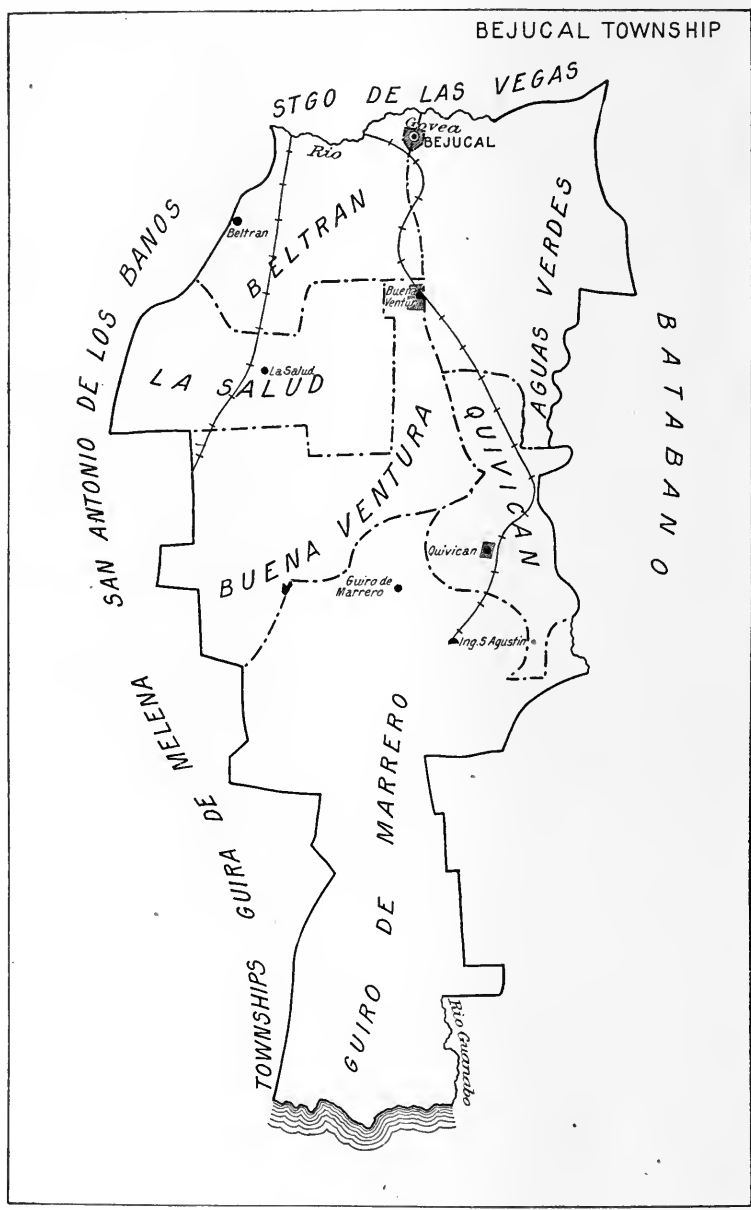 BEJUCAL TOWNSHIP
STGO DE LAS VEGAS
Rio
Govea
BEJUCAL
SAN ANTONIO DE LOS BANOS
Beltran
BELTRAN
AGUAS VERDES
BATABANO
Buena
Ventura
La Salud
LA SALUD
QUIVICAN
BUENA VENTURA
Quivican
Guiro de
Marrero
Ing. S Agustin
TOWNSHIPS GUIRA DE MELENA
GUIRO DE MARRERO
Rio Guanabo